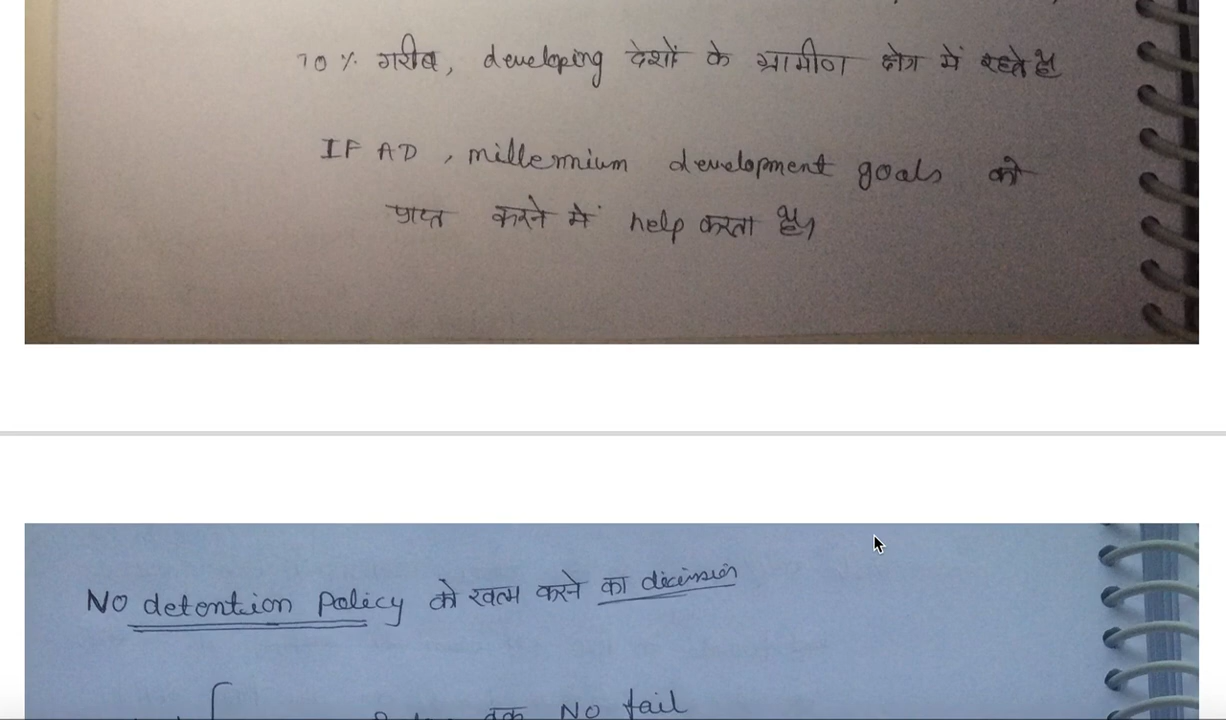 70 % गरीब, developing देशों के ग्रामीण क्षेत्र में रहते है
IFAD, millennium development goals को
प्राप्त करने में help करता है।
No detention Policy को खत्म करने का decision
तक No fail